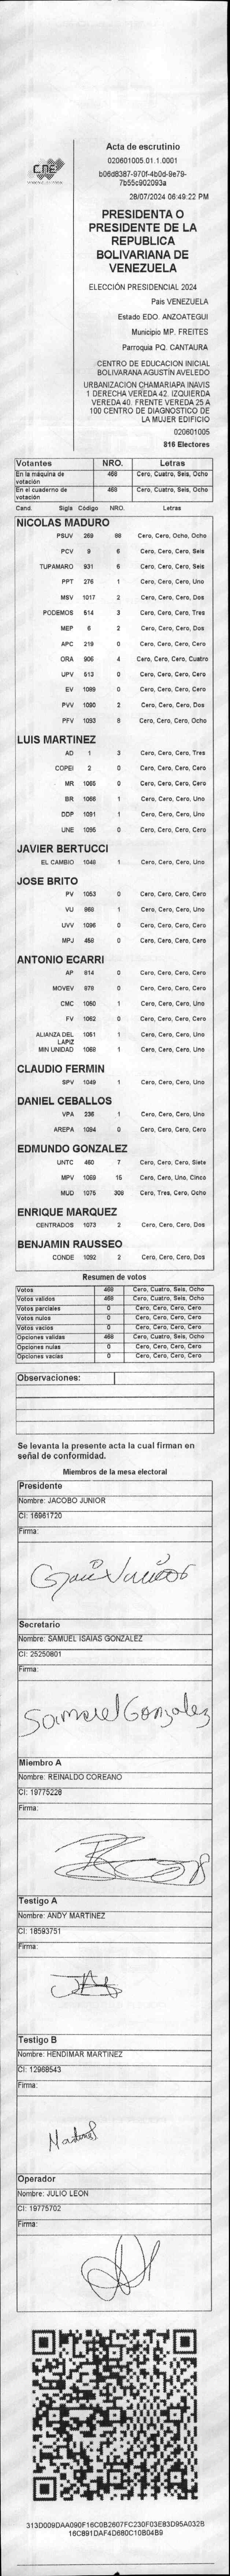 CNE
Acta de escrutinio
020601005.01.1.0001
b06d8387-970f-4b0d-9e79-
7b55c902093a
28/07/2024 06:49:22 PM
PRESIDENTA O
PRESIDENTE DE LA
REPUBLICA
BOLIVARIANA DE
VENEZUELA
ELECCIÓN PRESIDENCIAL 2024
País VENEZUELA
Estado EDO. ANZOATEGUI
Municipio MP. FREITES
Parroquia PQ. CANTAURA
CENTRO DE EDUCACION INICIAL
BOLIVARANA AGUSTÍN AVELEDO
URBANIZACION CHAMARIAPA INAVIS
1 DERECHA VEREDA 42. IZQUIERDA
VEREDA 40. FRENTE VEREDA 25 A
100 CENTRO DE DIAGNOSTICO DE
LA MUJER EDIFICIO
020601005
816 Electores
Votantes NRO. Letras
En la máquina de votación 468 Cero, Cuatro, Seis, Ocho
En el cuaderno de votación 468 Cero, Cuatro, Seis, Ocho
Cand. Sigla Código NRO. Letras
NICOLAS MADURO
PSUV 269 88 Cero, Cero, Ocho, Ocho
PCV 9 6 Cero, Cero, Cero, Seis
TUPAMARO 931 6 Cero, Cero, Cero, Seis
PPT 276 1 Cero, Cero, Cero, Uno
MSV 1017 2 Cero, Cero, Cero, Dos
PODEMOS 514 3 Cero, Cero, Cero, Tres
MEP 6 2 Cero, Cero, Cero, Dos
APC 219 0 Cero, Cero, Cero, Cero
ORA 906 4 Cero, Cero, Cero, Cuatro
UPV 513 0 Cero, Cero, Cero, Cero
EV 1089 0 Cero, Cero, Cero, Cero
PVV 1090 2 Cero, Cero, Cero, Dos
PFV 1093 8 Cero, Cero, Cero, Ocho
LUIS MARTINEZ
AD 1 3 Cero, Cero, Cero, Tres
COPEI 2 0 Cero, Cero, Cero, Cero
MR 1065 0 Cero, Cero, Cero, Cero
BR 1066 1 Cero, Cero, Cero, Uno
DDP 1091 1 Cero, Cero, Cero, Uno
UNE 1095 0 Cero, Cero, Cero, Cero
JAVIER BERTUCCI
EL CAMBIO 1048 1 Cero, Cero, Cero, Uno
JOSE BRITO
PV 1053 0 Cero, Cero, Cero, Cero
VU 868 1 Cero, Cero, Cero, Uno
UVV 1096 0 Cero, Cero, Cero, Cero
MPJ 458 0 Cero, Cero, Cero, Cero
ANTONIO ECARRI
AP 814 0 Cero, Cero, Cero, Cero
MOVEV 878 0 Cero, Cero, Cero, Cero
CMC 1050 1 Cero, Cero, Cero, Uno
FV 1062 0 Cero, Cero, Cero, Cero
ALIANZA DEL LAPIZ 1051 1 Cero, Cero, Cero, Uno
MIN UNIDAD 1068 1 Cero, Cero, Cero, Uno
CLAUDIO FERMIN
SPV 1049 1 Cero, Cero, Cero, Uno
DANIEL CEBALLOS
VPA 236 1 Cero, Cero, Cero, Uno
AREPA 1094 0 Cero, Cero, Cero, Cero
EDMUNDO GONZALEZ
UNTC 460 7 Cero, Cero, Cero, Siete
MPV 1069 15 Cero, Cero, Uno, Cinco
MUD 1075 308 Cero, Tres, Cero, Ocho
ENRIQUE MARQUEZ
CENTRADOS 1073 2 Cero, Cero, Cero, Dos
BENJAMIN RAUSSEO
CONDE 1092 2 Cero, Cero, Cero, Dos
Resumen de votos
Votos 468 Cero, Cuatro, Seis, Ocho
Votos validos 468 Cero, Cuatro, Seis, Ocho
Votos parciales 0 Cero, Cero, Cero, Cero
Votos nulos 0 Cero, Cero, Cero, Cero
Votos vacios 0 Cero, Cero, Cero, Cero
Opciones validas 468 Cero, Cuatro, Seis, Ocho
Opciones nulas 0 Cero, Cero, Cero, Cero
Opciones vacias 0 Cero, Cero, Cero, Cero
Observaciones:
Se levanta la presente acta la cual firman en
señal de conformidad.
Miembros de la mesa electoral
Presidente
Nombre: JACOBO JUNIOR
CI: 16961720
Firma:
Secretario
Nombre: SAMUEL ISAIAS GONZALEZ
CI: 25250801
Firma:
Samuel Gonzalez
Miembro A
Nombre: REINALDO COREANO
CI: 19775228
Firma:
Testigo A
Nombre: ANDY MARTINEZ
CI: 18593751
Firma:
Testigo B
Nombre: HENDIMAR MARTINEZ
CI: 12968543
Firma:
Operador
Nombre: JULIO LEON
CI: 19775702
Firma:
313D009DAA090F16C0B2607FC230F03E83D95A032B
16C891DAF4D680C10B04B9